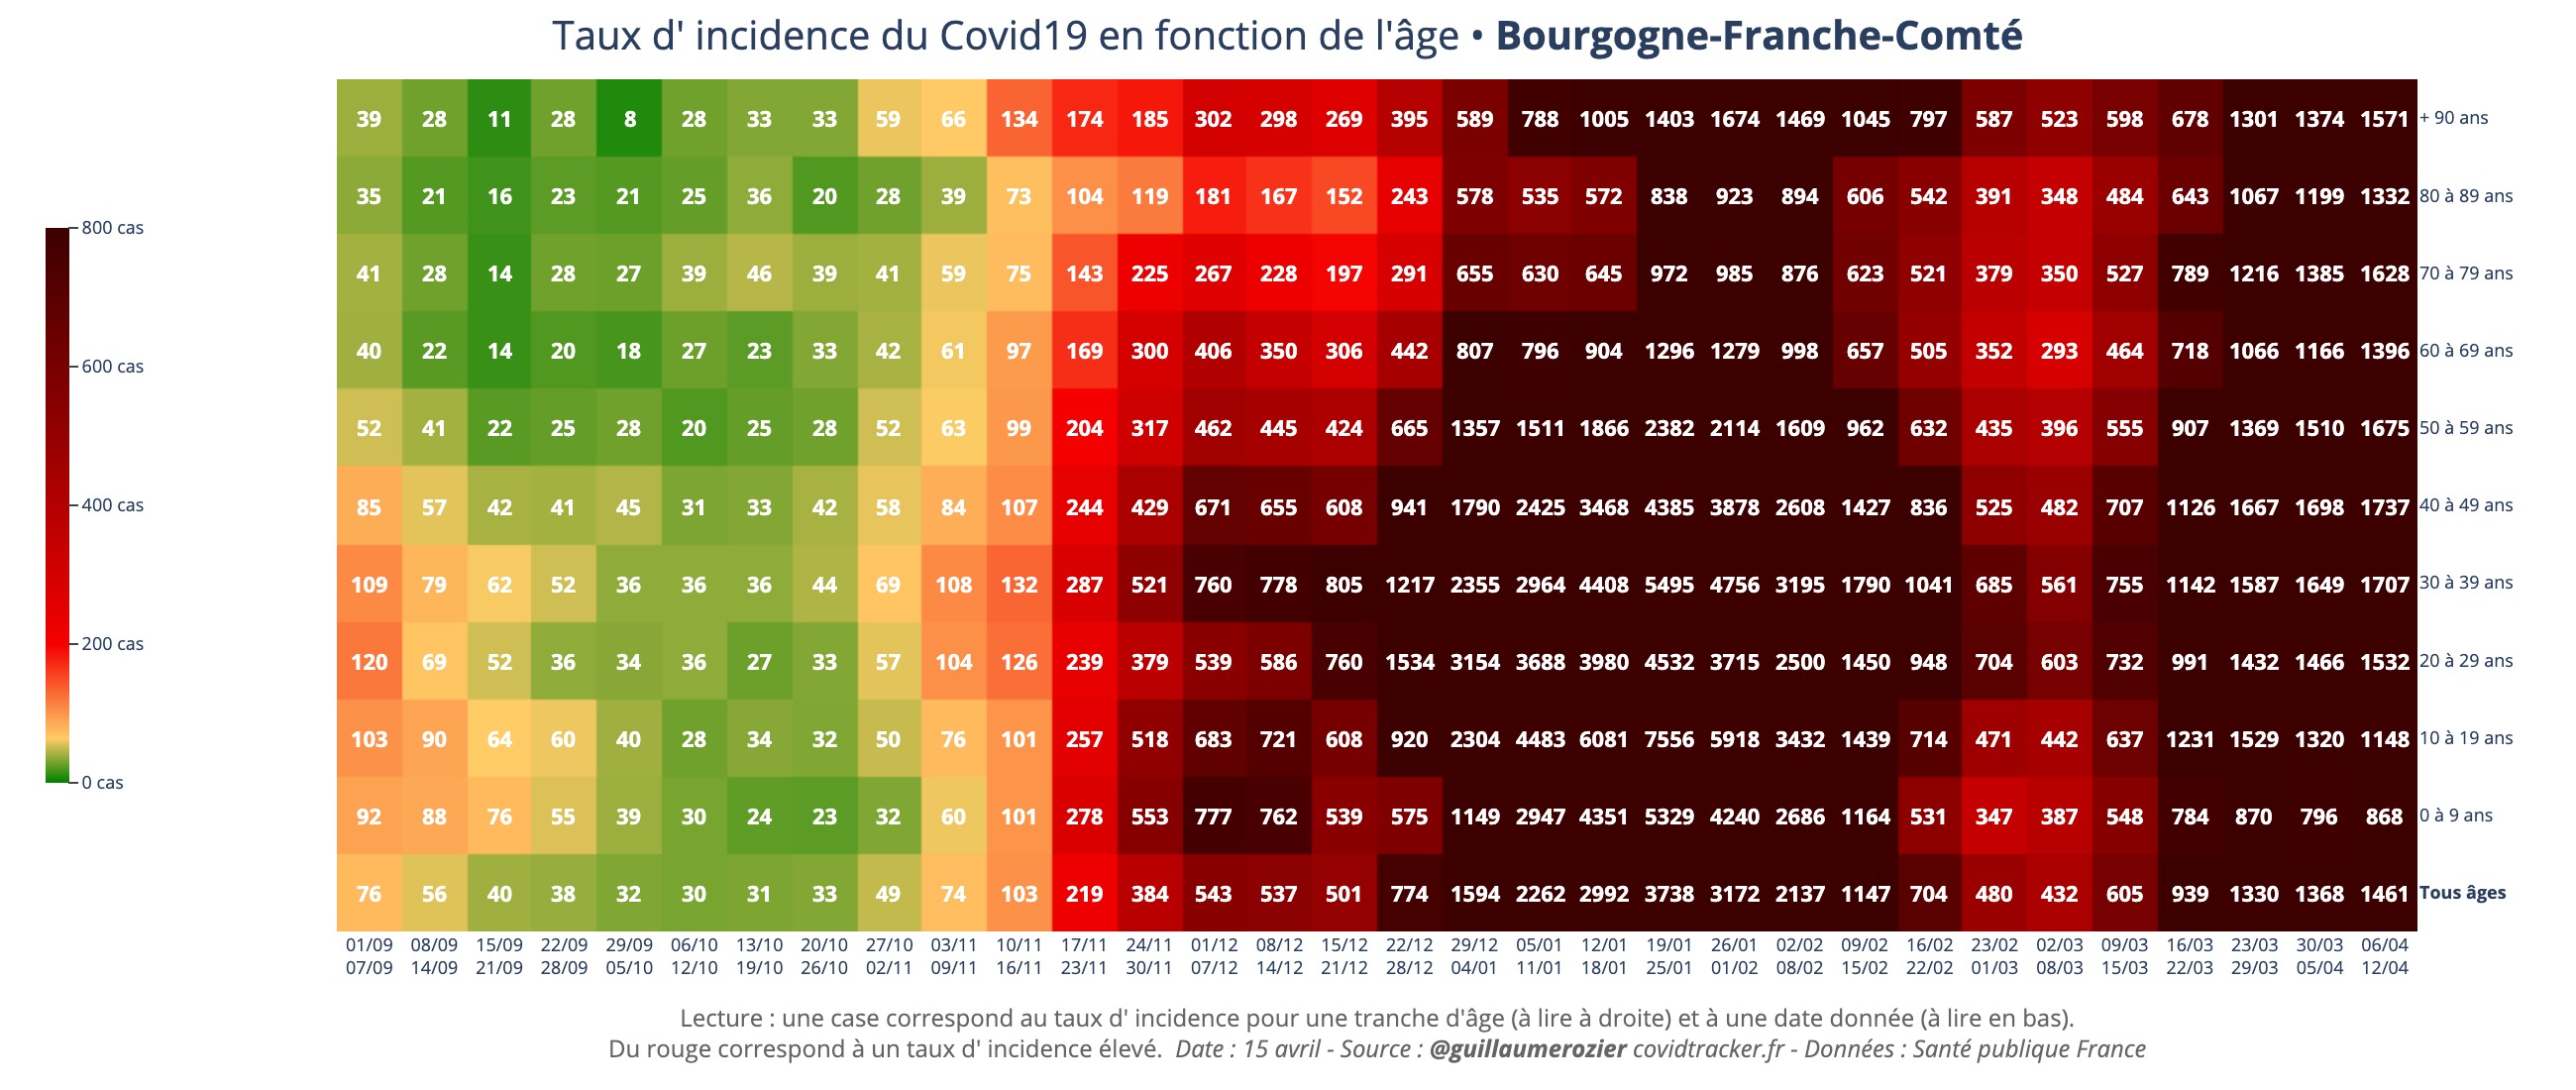 Taux d' incidence du Covid19 en fonction de l'âge • Bourgogne-Franche-Comté
800 cas
600 cas
400 cas
200 cas
0 cas
39 28 11 28 8 28 33 33 59 66 134 174 185 302 298 269 395 589 788 1005 1403 1674 1469 1045 797 587 523 598 678 1301 1374 1571 + 90 ans
35 21 16 23 21 25 36 20 28 39 73 104 119 181 167 152 243 578 535 572 838 923 894 606 542 391 348 484 643 1067 1199 1332 80 à 89 ans
41 28 14 28 27 39 46 39 41 59 75 143 225 267 228 197 291 655 630 645 972 985 876 623 521 379 350 527 789 1216 1385 1628 70 à 79 ans
40 22 14 20 18 27 23 33 42 61 97 169 300 406 350 306 442 807 796 904 1296 1279 998 657 505 352 293 464 718 1066 1166 1396 60 à 69 ans
52 41 22 25 28 20 25 28 52 63 99 204 317 462 445 424 665 1357 1511 1866 2382 2114 1609 962 632 435 396 555 907 1369 1510 1675 50 à 59 ans
85 57 42 41 45 31 33 42 58 84 107 244 429 671 655 608 941 1790 2425 3468 4385 3878 2608 1427 836 525 482 707 1126 1667 1698 1737 40 à 49 ans
109 79 62 52 36 36 36 44 69 108 132 287 521 760 778 805 1217 2355 2964 4408 5495 4756 3195 1790 1041 685 561 755 1142 1587 1649 1707 30 à 39 ans
120 69 52 36 34 36 27 33 57 104 126 239 379 539 586 760 1534 3154 3688 3980 4532 3715 2500 1450 948 704 603 732 991 1432 1466 1532 20 à 29 ans
103 90 64 60 40 28 34 32 50 76 101 257 518 683 721 608 920 2304 4483 6081 7556 5918 3432 1439 714 471 442 637 1231 1529 1320 1148 10 à 19 ans
92 88 76 55 39 30 24 23 32 60 101 278 553 777 762 539 575 1149 2947 4351 5329 4240 2686 1164 531 347 387 548 784 870 796 868 0 à 9 ans
76 56 40 38 32 30 31 33 49 74 103 219 384 543 537 501 774 1594 2262 2992 3738 3172 2137 1147 704 480 432 605 939 1330 1368 1461 Tous âges
01/09 08/09 15/09 22/09 29/09 06/10 13/10 20/10 27/10 03/11 10/11 17/11 24/11 01/12 08/12 15/12 22/12 29/12 05/01 12/01 19/01 26/01 02/02 09/02 16/02 23/02 02/03 09/03 16/03 23/03 30/03 06/04
07/09 14/09 21/09 28/09 05/10 12/10 19/10 26/10 02/11 09/11 16/11 23/11 30/11 07/12 14/12 21/12 28/12 04/01 11/01 18/01 25/01 01/02 08/02 15/02 22/02 01/03 08/03 15/03 22/03 29/03 05/04 12/04
Lecture : une case correspond au taux d' incidence pour une tranche d'âge (à lire à droite) et à une date donnée (à lire en bas).
Du rouge correspond à un taux d' incidence élevé. Date : 15 avril - Source : @guillaumerozier covidtracker.fr - Données : Santé publique France